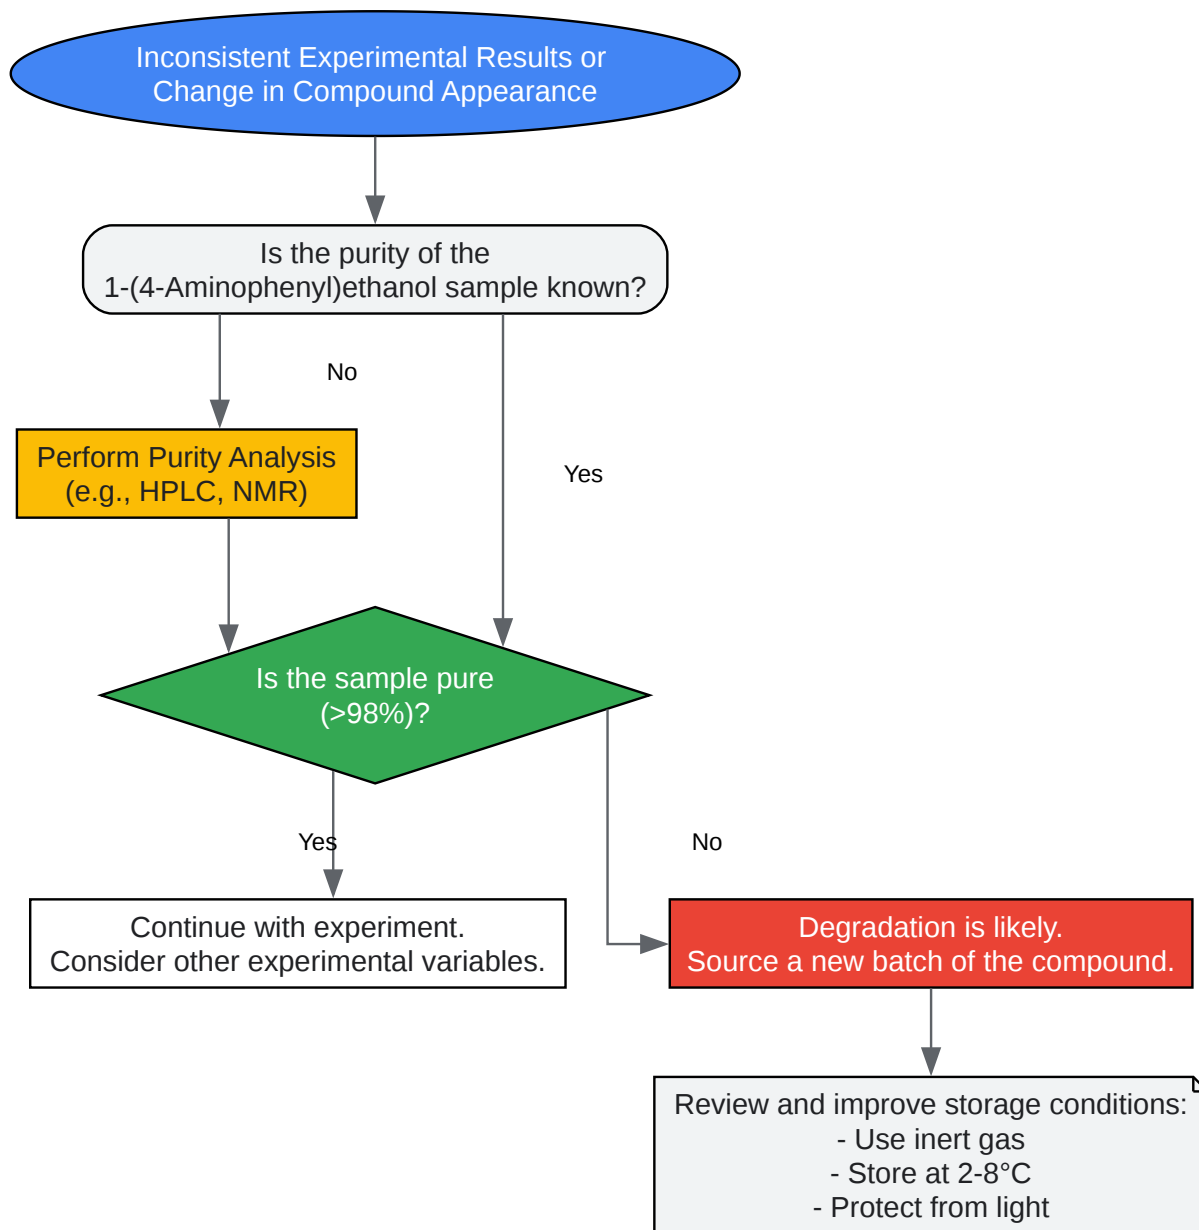 Inconsistent Experimental Results or
Change in Compound Appearance
Is the purity of the
1-(4-Aminophenyl)ethanol sample known?
No
Perform Purity Analysis
(e.g., HPLC, NMR)
Yes
Is the sample pure
(>98%)?
Yes
No
Continue with experiment.
Consider other experimental variables.
Degradation is likely.
Source a new batch of the compound.
Review and improve storage conditions:
- Use inert gas
- Store at 2-8°C
- Protect from light